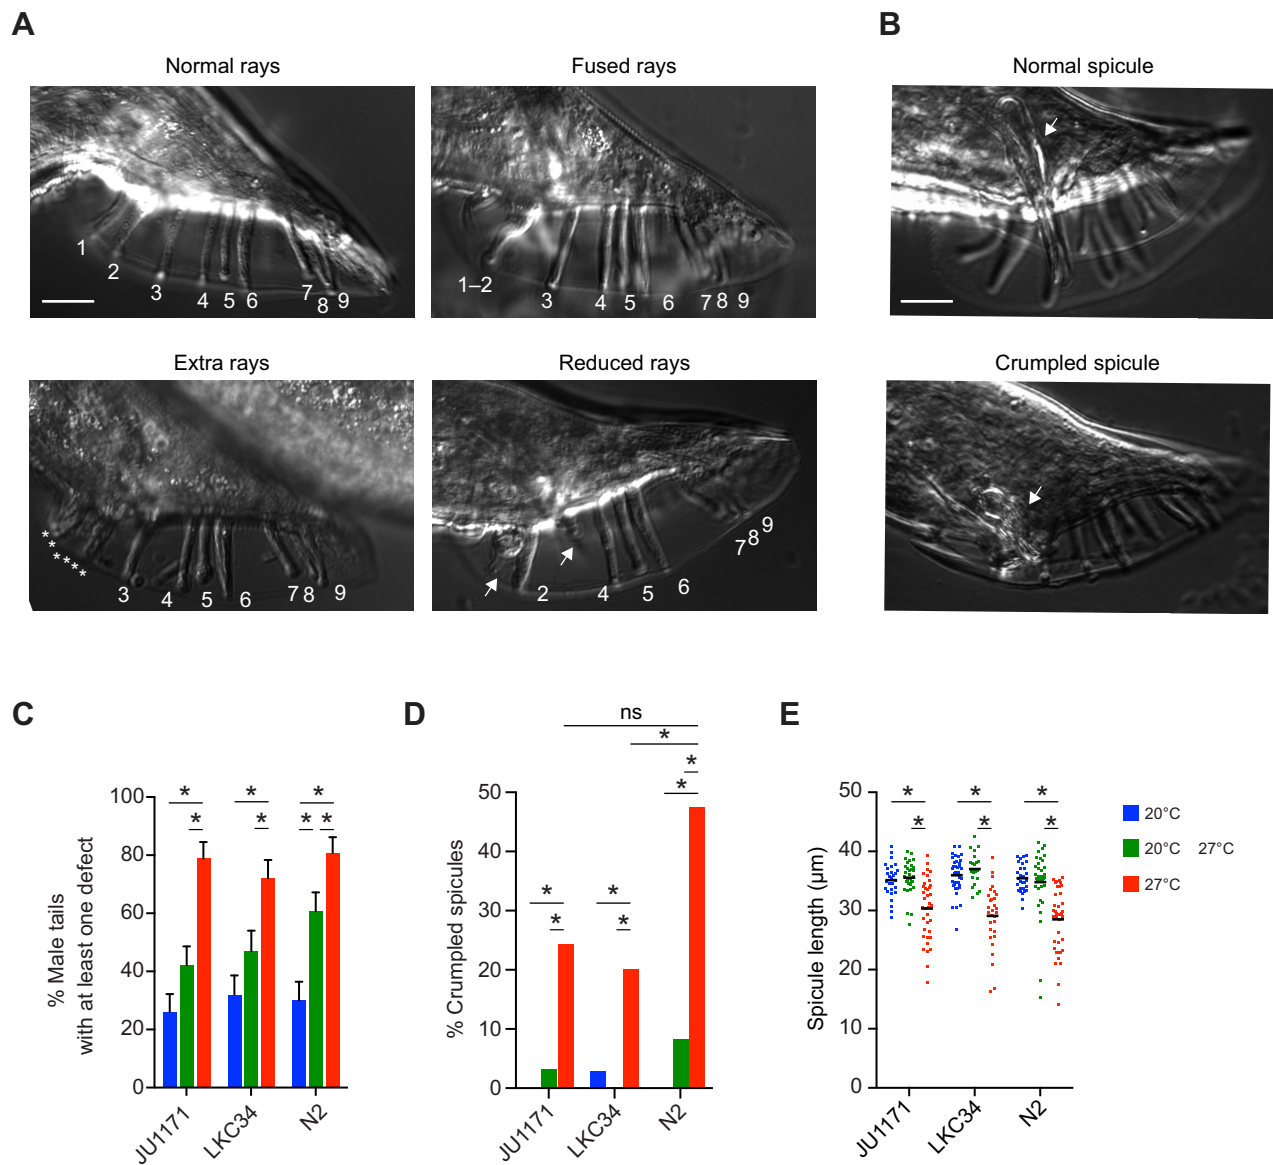 A
B
Normal rays
Fused rays
Normal spicule
1
2
3
4
5
6
7
8
9
1–2
3
4
5
6
7
8
9
Extra rays
Reduced rays
Crumpled spicule
* * * * * *
3
4
5
6
7
8
9
2
4
5
6
7
8
9
C
D
E
% Male tails
with at least one defect
100
80
60
40
20
0
* * * * * * *
*
JU1171
LKC34
N2
% Crumpled spicules
50
40
30
20
10
0
ns
*
*
*
*
*
*
*
JU1171
LKC34
N2
Spicule length (µm)
50
40
30
20
10
0
* * *
* * *
JU1171
LKC34
N2
20°C
20°C 27°C
27°C